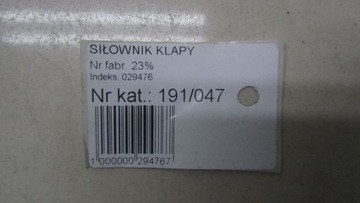 SIŁOWNIK KLAPY
Nr fabr. 23%
Indeks. 029476
Nr kat.: 191/047
1 000000 294767